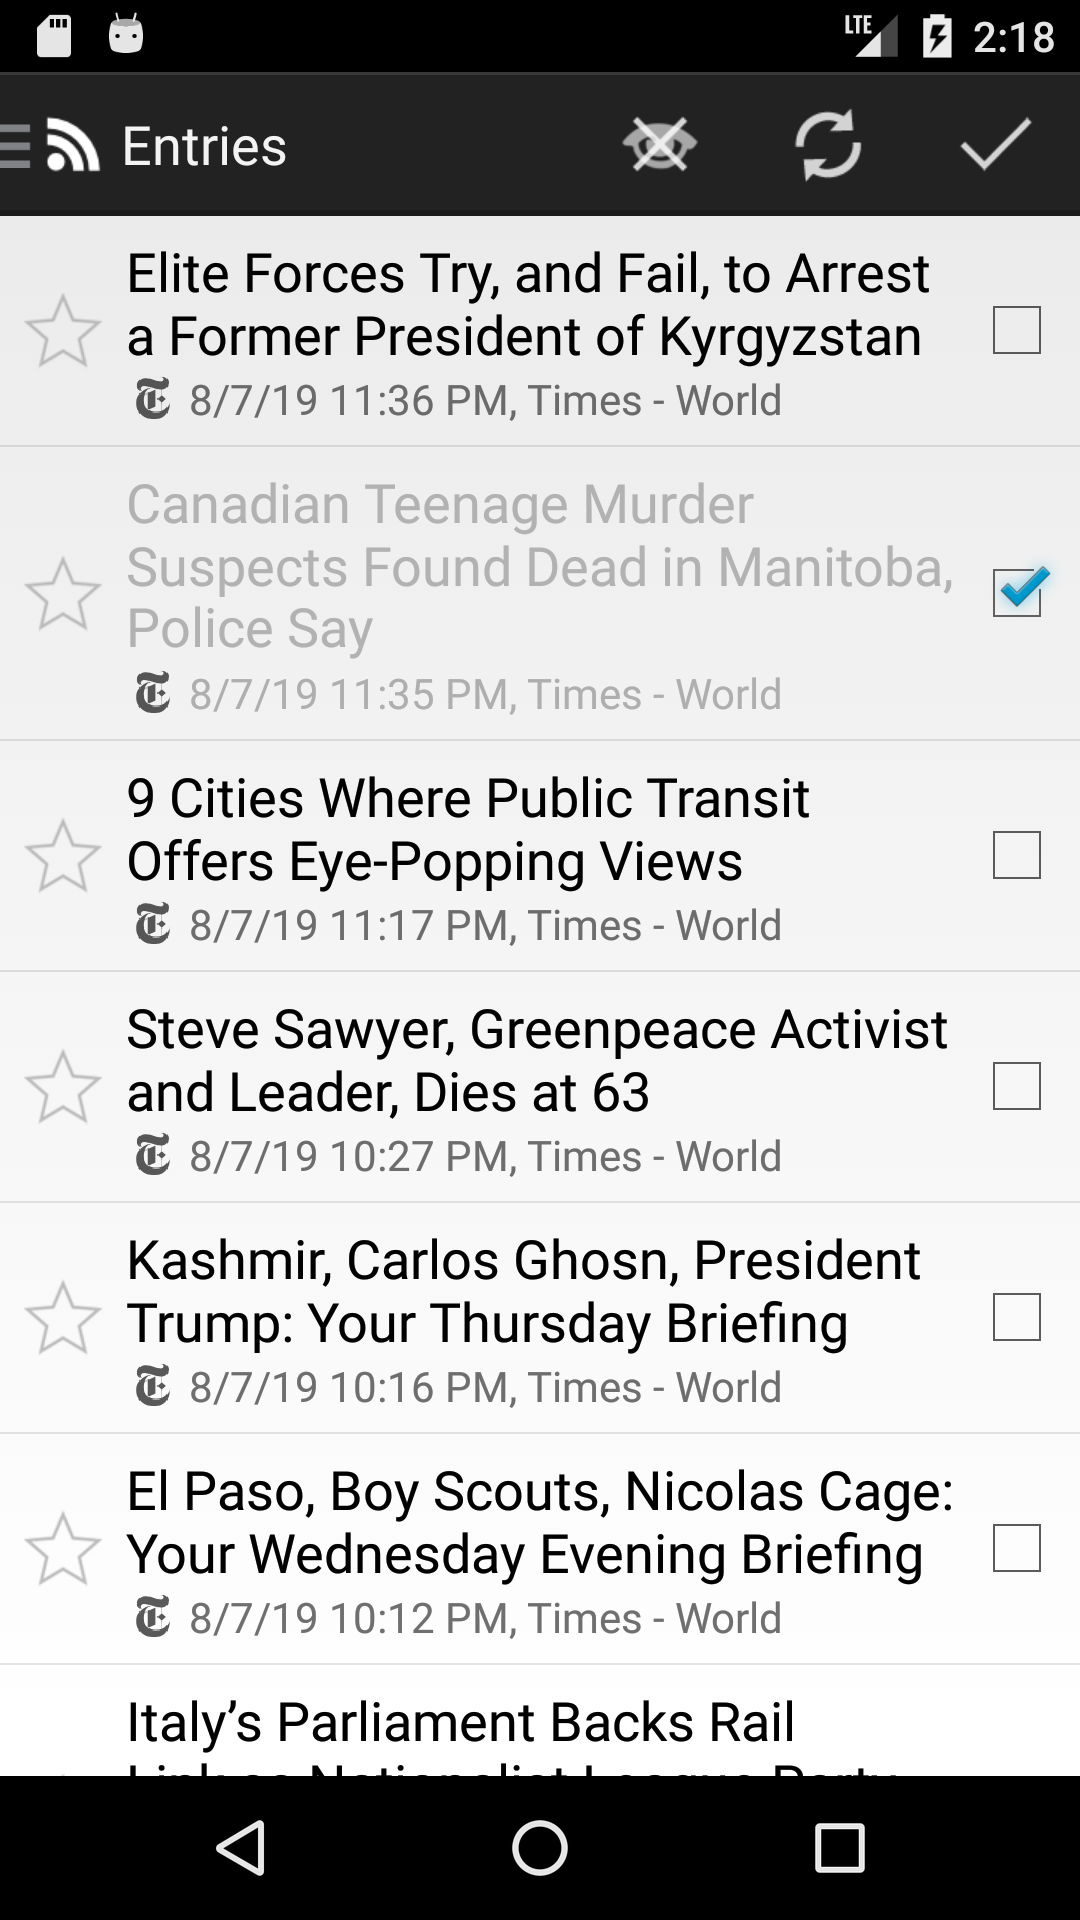 LTE 2:18
Entries
Elite Forces Try, and Fail, to Arrest
a Former President of Kyrgyzstan
8/7/19 11:36 PM, Times - World
Canadian Teenage Murder
Suspects Found Dead in Manitoba,
Police Say
8/7/19 11:35 PM, Times - World
9 Cities Where Public Transit
Offers Eye-Popping Views
8/7/19 11:17 PM, Times - World
Steve Sawyer, Greenpeace Activist
and Leader, Dies at 63
8/7/19 10:27 PM, Times - World
Kashmir, Carlos Ghosn, President
Trump: Your Thursday Briefing
8/7/19 10:16 PM, Times - World
El Paso, Boy Scouts, Nicolas Cage:
Your Wednesday Evening Briefing
8/7/19 10:12 PM, Times - World
Italy’s Parliament Backs Rail
Link as Nationalist League Party